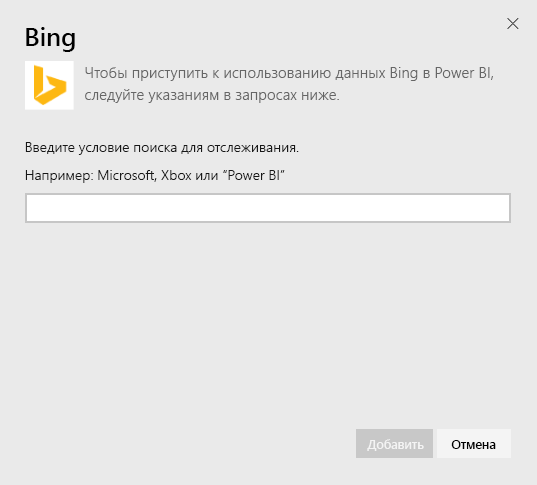 Bing
Чтобы приступить к использованию данных Bing в Power BI,
следуйте указаниям в запросах ниже.
Введите условие поиска для отслеживания.
Например: Microsoft, Xbox или “Power BI”
Добавить
Отмена